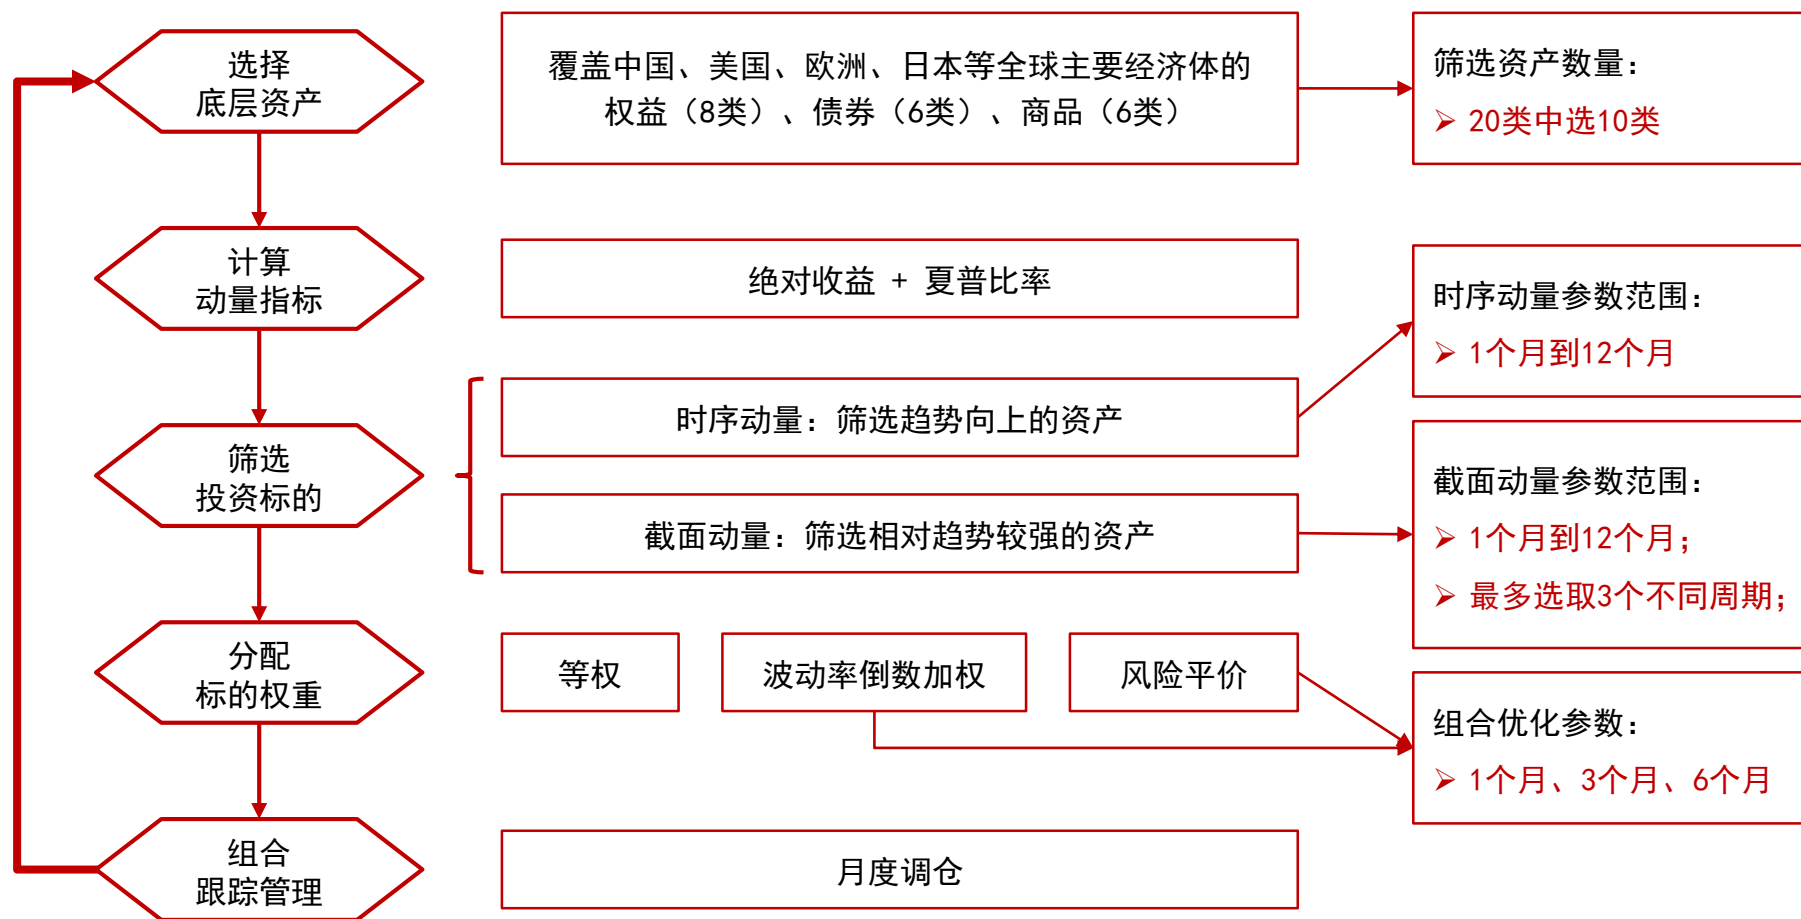 选择
底层资产
覆盖中国、美国、欧洲、日本等全球主要经济体的
权益（8类）、债券（6类）、商品（6类）
筛选资产数量：
➢ 20类中选10类
计算
动量指标
绝对收益 + 夏普比率
时序动量参数范围：
➢ 1个月到12个月
筛选
投资标的
时序动量：筛选趋势向上的资产
截面动量：筛选相对趋势较强的资产
截面动量参数范围：
➢ 1个月到12个月；
➢ 最多选取3个不同周期；
分配
标的权重
等权
波动率倒数加权
风险平价
组合优化参数：
➢ 1个月、3个月、6个月
组合
跟踪管理
月度调仓